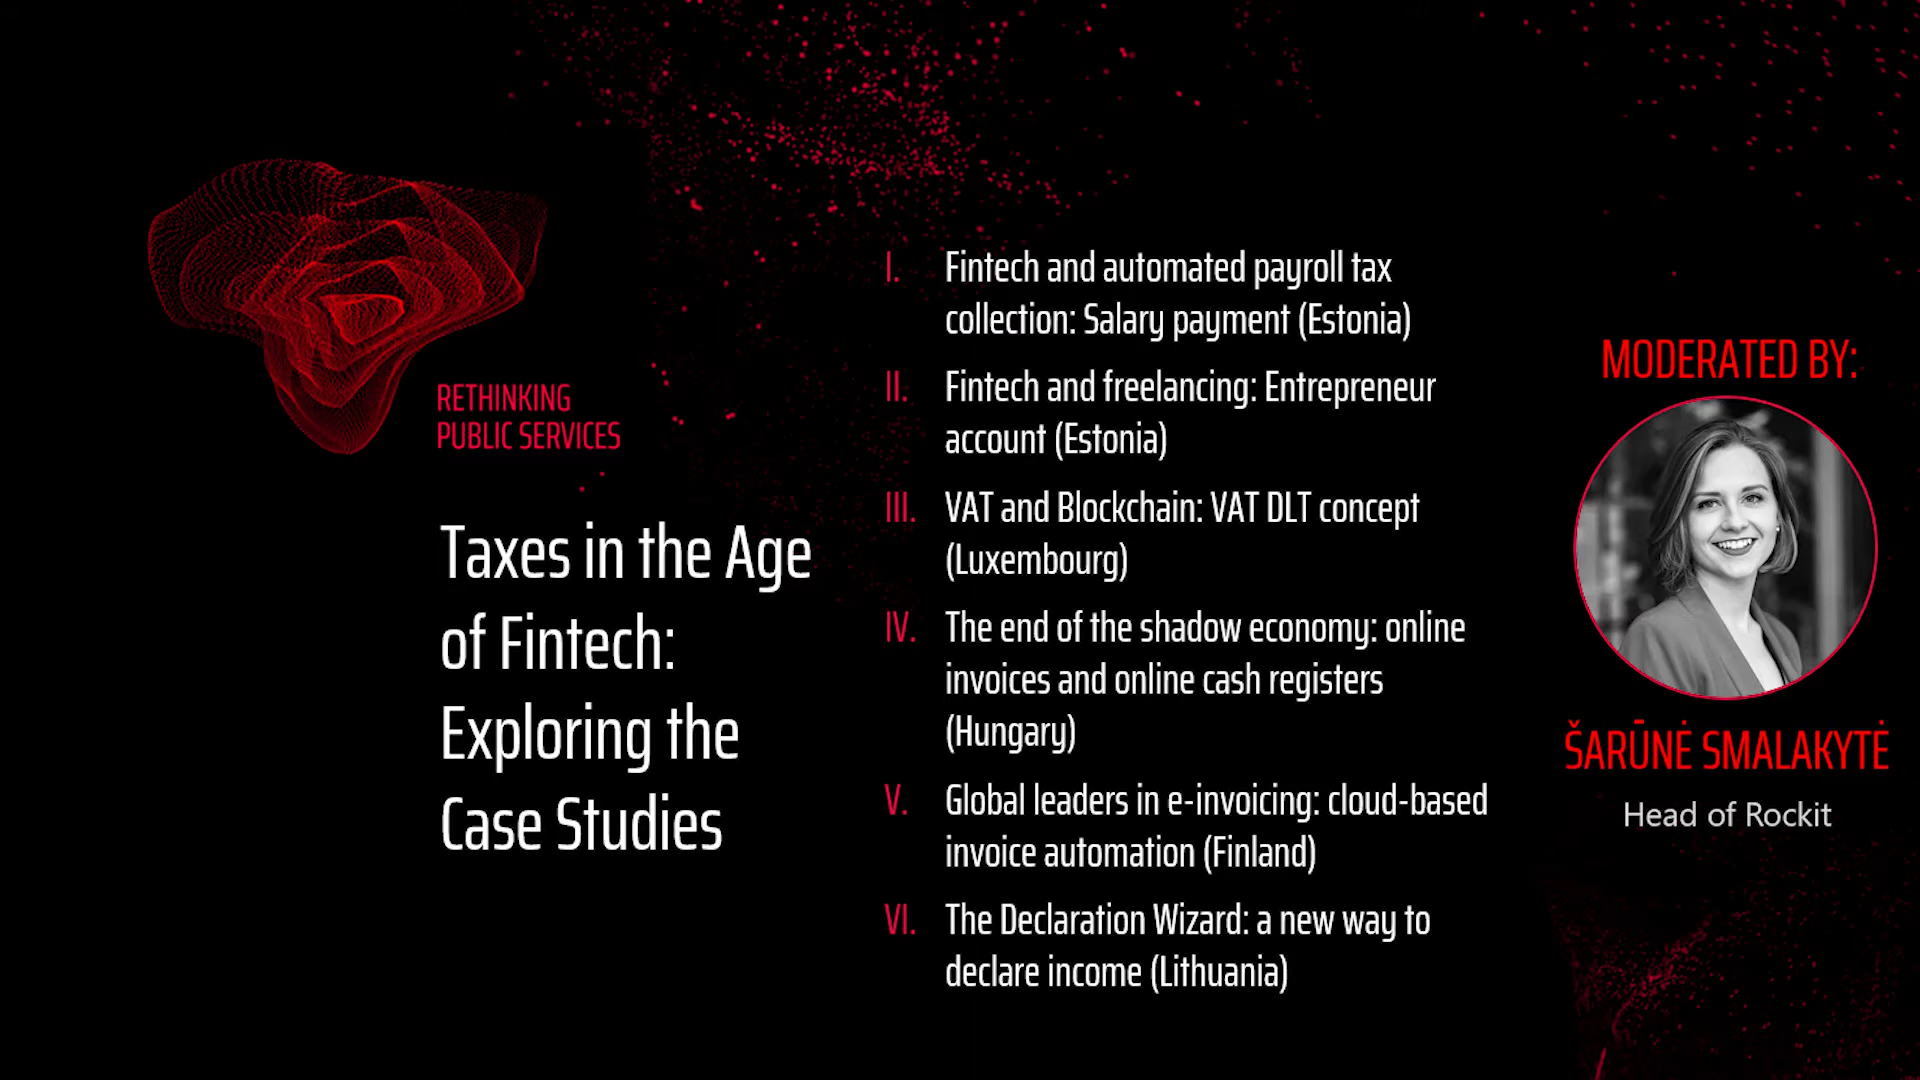 RETHINKING
PUBLIC SERVICES
Taxes in the Age
of Fintech:
Exploring the
Case Studies
I. Fintech and automated payroll tax
collection: Salary payment (Estonia)
II. Fintech and freelancing: Entrepreneur
account (Estonia)
III. VAT and Blockchain: VAT DLT concept
(Luxembourg)
IV. The end of the shadow economy: online
invoices and online cash registers
(Hungary)
V. Global leaders in e-invoicing: cloud-based
invoice automation (Finland)
VI. The Declaration Wizard: a new way to
declare income (Lithuania)
MODERATED BY:
ŠARŪNĖ SMALAKYTĖ
Head of Rockit